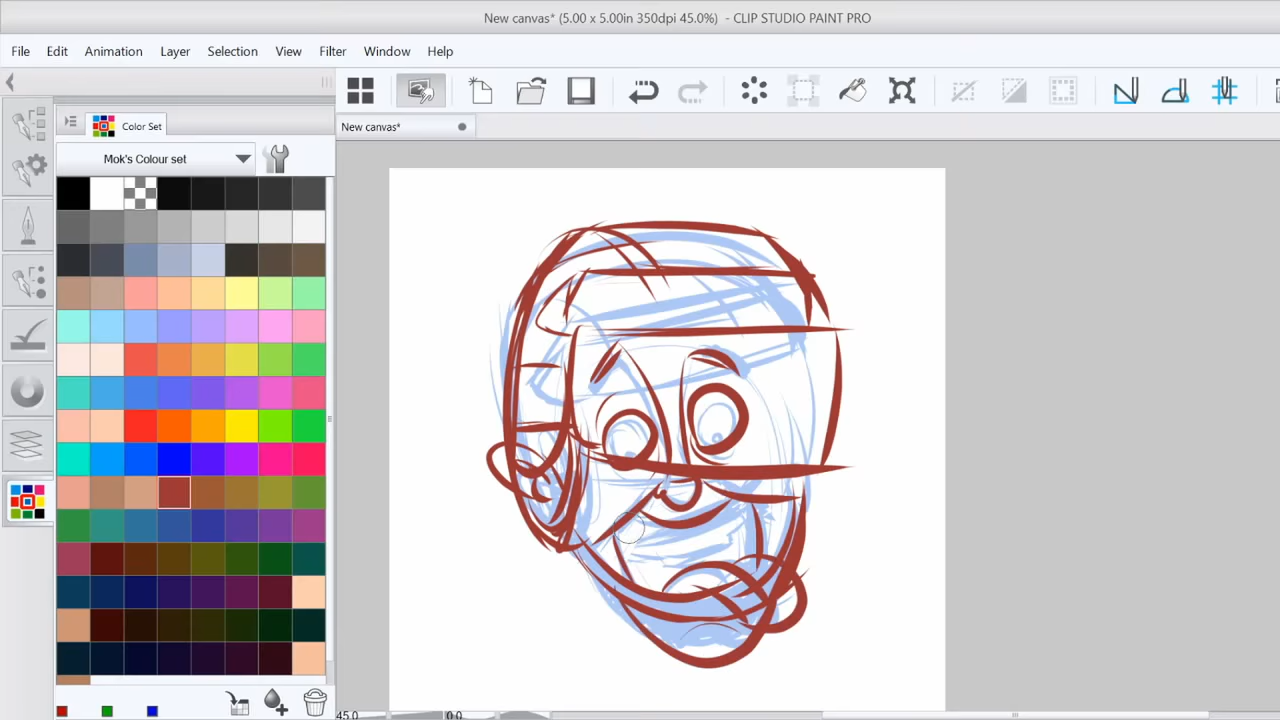 New canvas* (5.00 x 5.00in 350dpi 45.0%) - CLIP STUDIO PAINT PRO
File Edit Animation Layer Selection View Filter Window Help
Color Set
New canvas*
Mok's Colour set
45.0 0.0